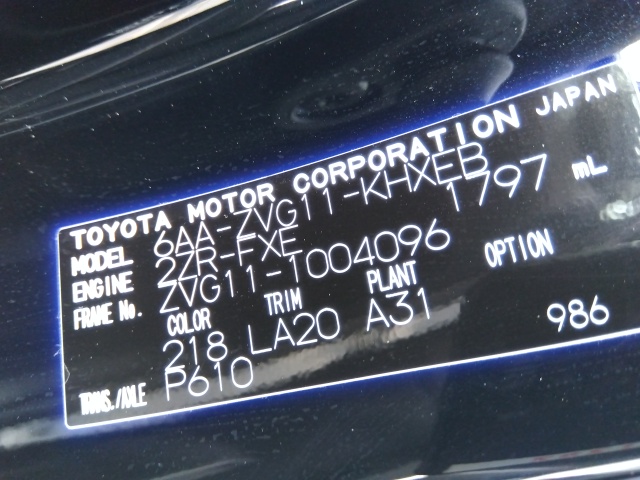 TOYOTA MOTOR CORPORATION JAPAN
MODEL 6AA-ZVG11-KHXEB
ENGINE 2ZR-FXE 1797 mL
FRAME No. ZVG11-1004096
COLOR TRIM PLANT OPTION
218 LA20 A31
TRANS./AXLE P610 986